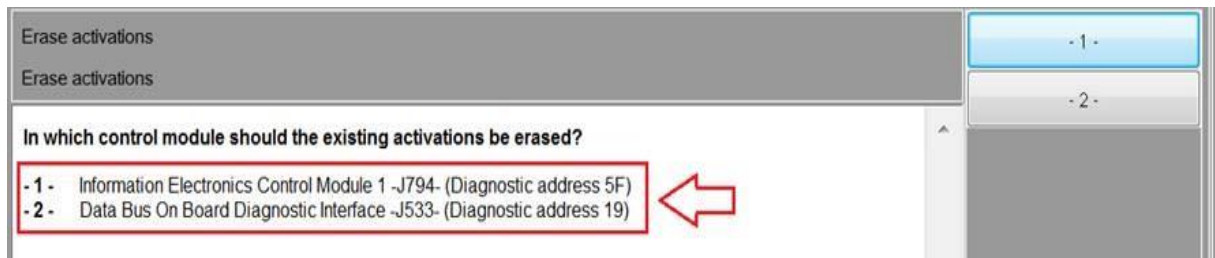 Erase activations
Erase activations
- 1 -
- 2 -
In which control module should the existing activations be erased?
- 1 - Information Electronics Control Module 1 -J794- (Diagnostic address 5F)
- 2 - Data Bus On Board Diagnostic Interface -J533- (Diagnostic address 19)